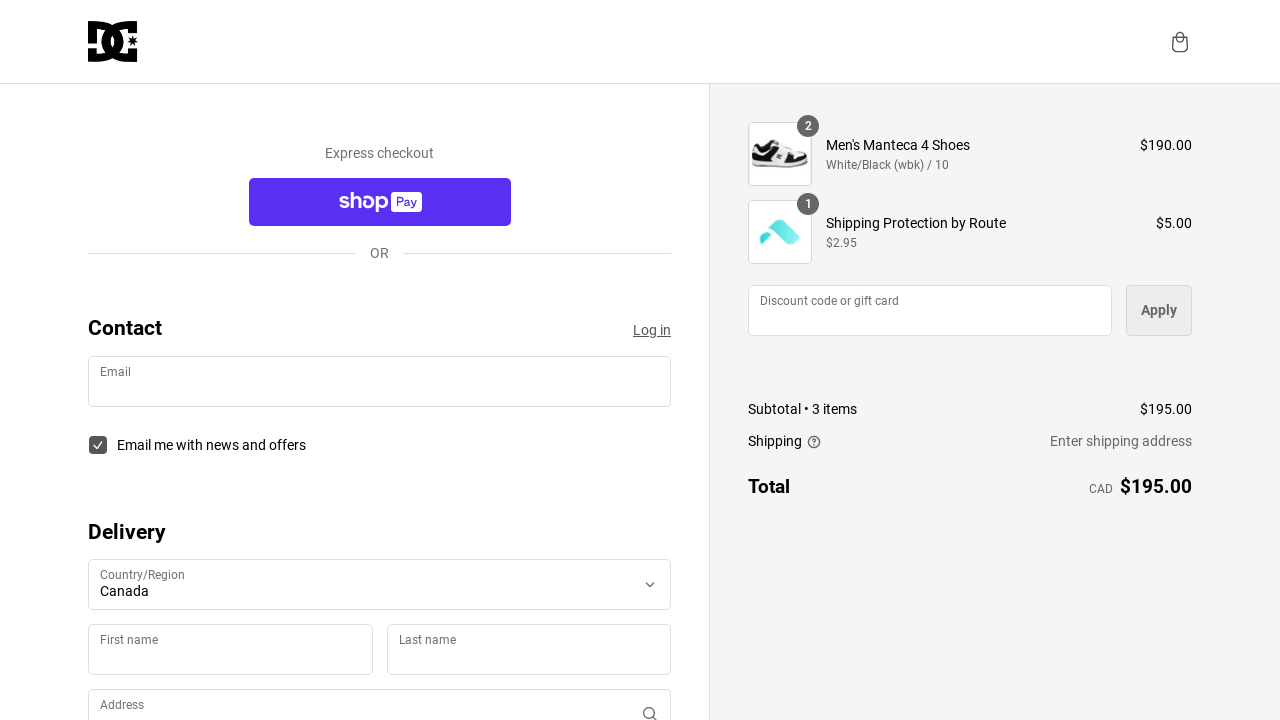 DC
Express checkout
shop Pay
OR
Contact
Log in
Email
Email me with news and offers
Delivery
Country/Region
Canada
First name
Last name
Address
2
Men's Manteca 4 Shoes
$190.00
White/Black (wbk) / 10
1
Shipping Protection by Route
$5.00
$2.95
Discount code or gift card
Apply
Subtotal • 3 items
$195.00
Shipping
Enter shipping address
Total
CAD $195.00